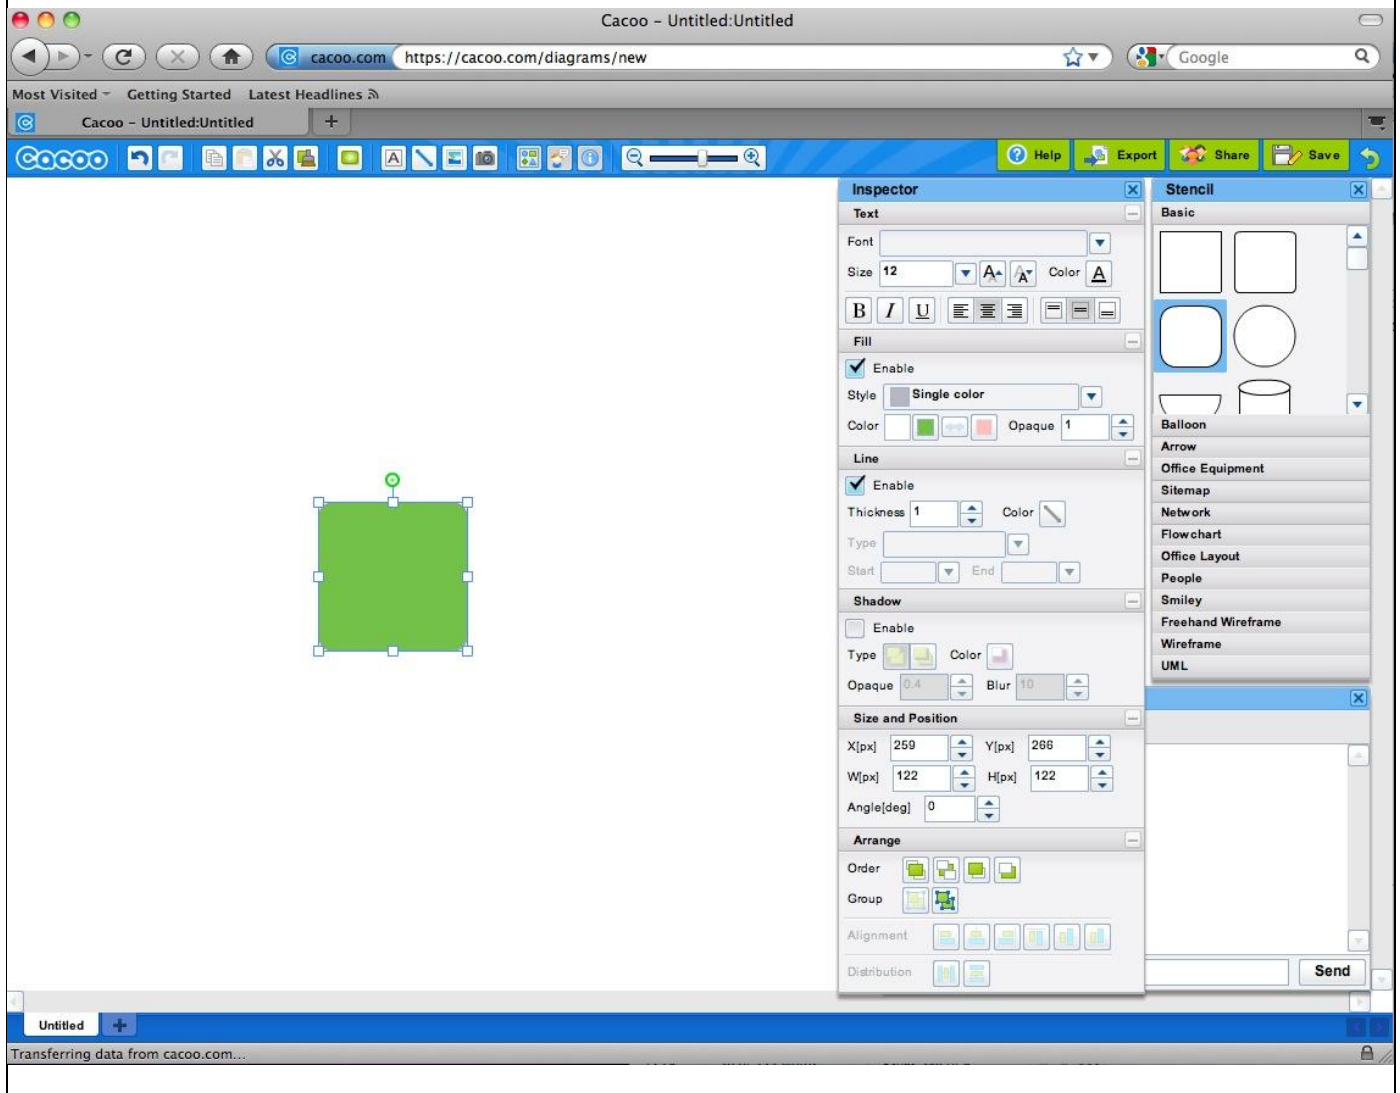 Cacoo – Untitled:Untitled
cacoo.com https://cacoo.com/diagrams/new Google
Most Visited Getting Started Latest Headlines
Cacoo – Untitled:Untitled +
Cacoo Help Export Share Save
Inspector
Text
Font
Size 12 Color A
B I U
Fill
Enable
Style Single color
Color Opaque 1
Line
Enable
Thickness 1 Color
Type
Start End
Shadow
Enable
Type Color
Opaque 0.4 Blur 10
Size and Position
X[px] 259 Y[px] 266
W[px] 122 H[px] 122
Angle[deg] 0
Arrange
Order
Group
Alignment
Distribution
Stencil
Basic
Balloon
Arrow
Office Equipment
Sitemap
Network
Flowchart
Office Layout
People
Smiley
Freehand Wireframe
Wireframe
UML
Send
Untitled
Transferring data from cacoo.com...